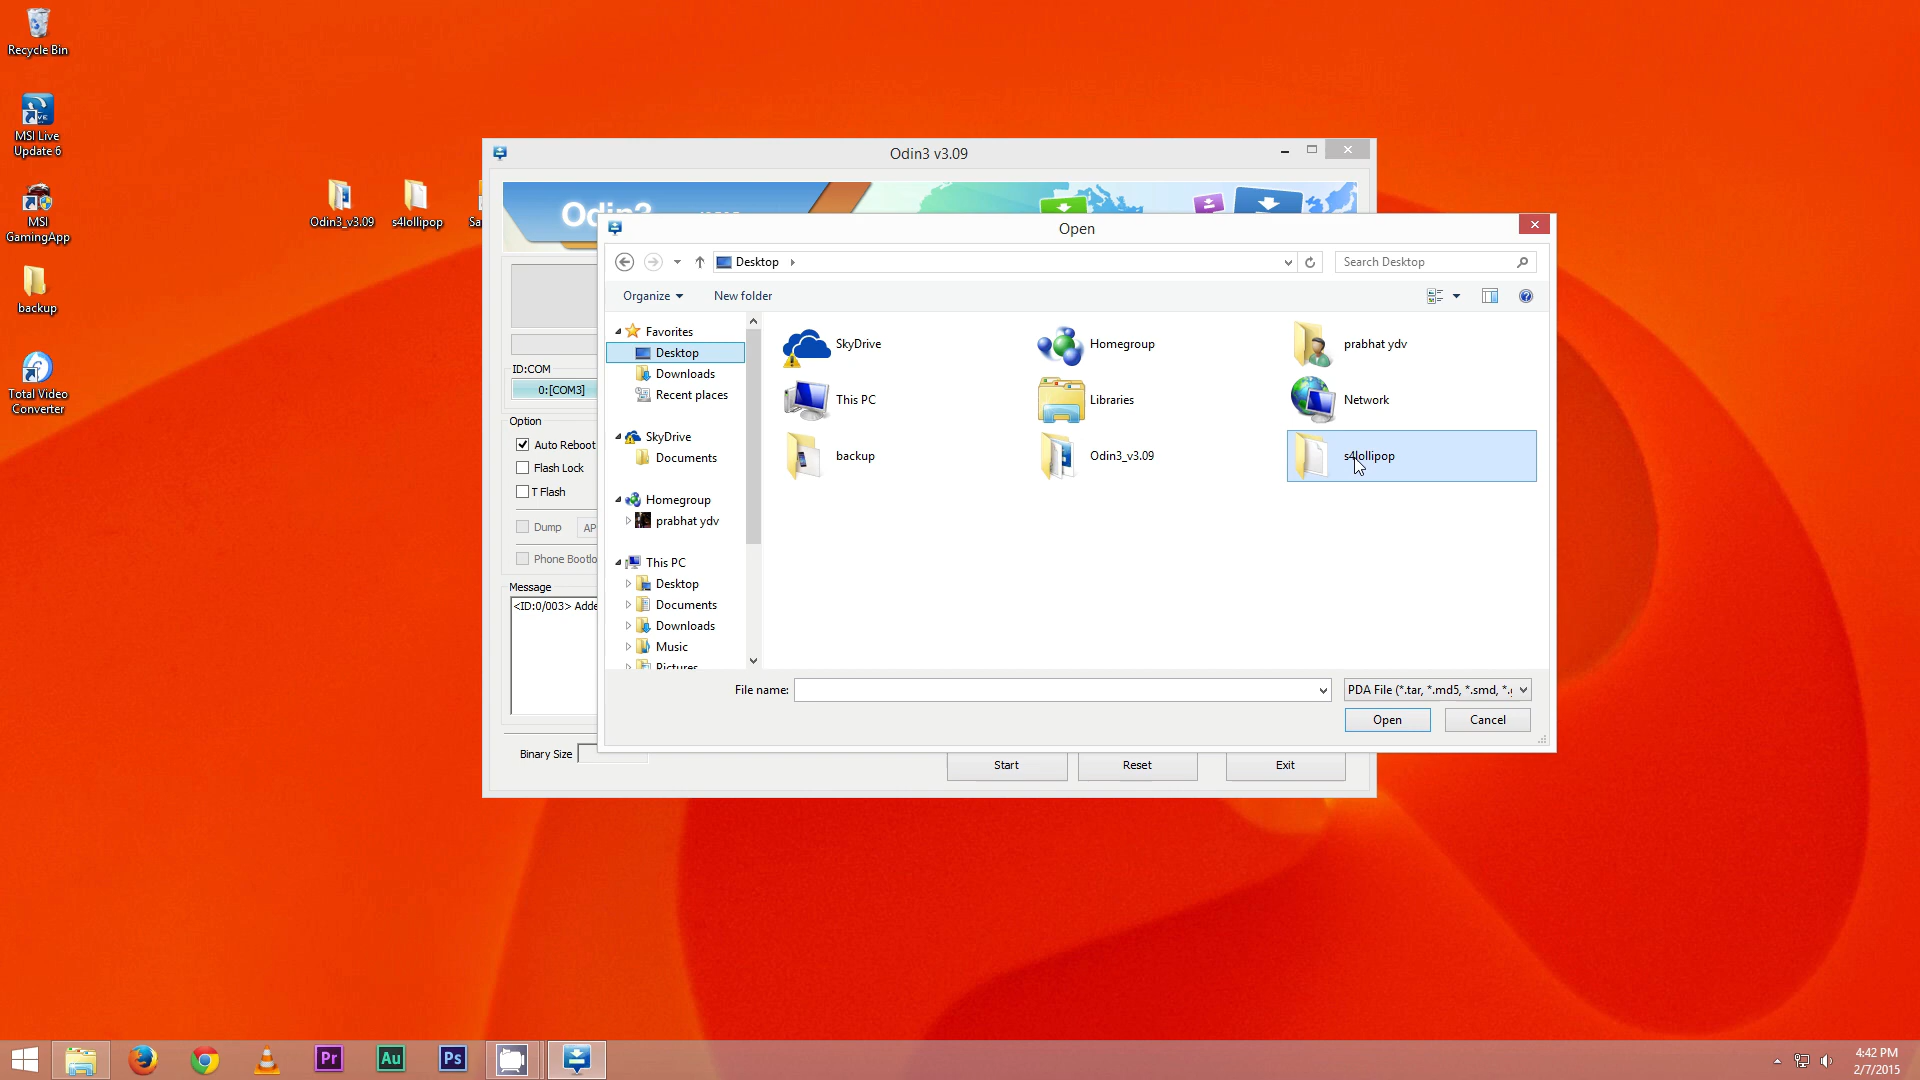 Recycle Bin
MSI Live
Update 6
MSI
GamingApp
backup
Total Video
Converter
Odin3_v3.09
s4lollipop
Sa
Odin3 v3.09
Open
Desktop
Search Desktop
Organize
New folder
Favorites
Desktop
Downloads
Recent places
SkyDrive
Documents
Homegroup
prabhat ydv
This PC
Desktop
Documents
Downloads
Music
Pictures
SkyDrive
Homegroup
prabhat ydv
This PC
Libraries
Network
backup
Odin3_v3.09
s4lollipop
File name:
PDA File (*.tar, *.md5, *.smd, *.
Open
Cancel
ID:COM
0:[COM3]
Option
Auto Reboot
Flash Lock
T Flash
Dump
AP
Phone Bootlo
Message
<ID:0/003> Adde
Binary Size
Start
Reset
Exit
Pr
Au
Ps
4:42 PM
2/7/2015